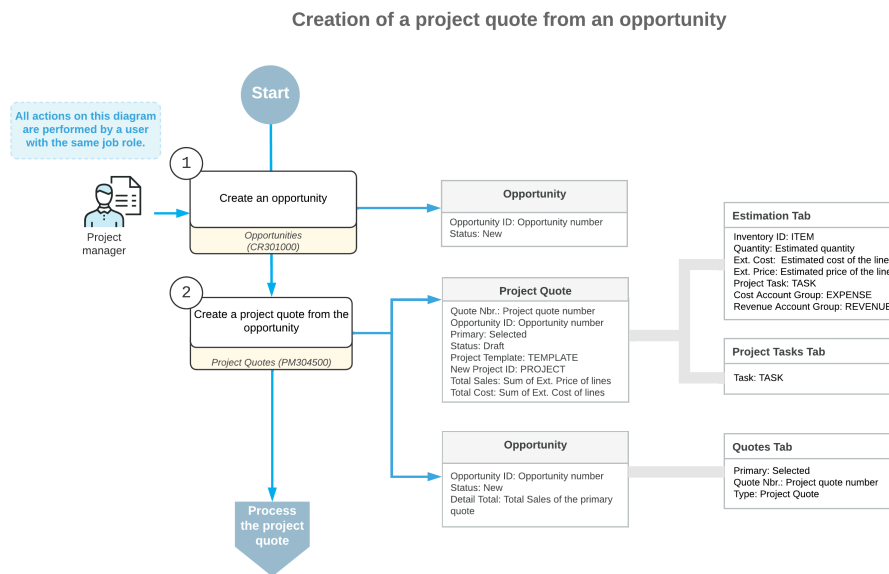 Creation of a project quote from an opportunity
Start
All actions on this diagram
are performed by a user
with the same job role.
Project
manager
1
Create an opportunity
Opportunities
(CR301000)
Opportunity
Opportunity ID: Opportunity number
Status: New
2
Create a project quote from the
opportunity
Project Quotes (PM304500)
Project Quote
Quote Nbr.: Project quote number
Opportunity ID: Opportunity number
Primary: Selected
Status: Draft
Project Template: TEMPLATE
New Project ID: PROJECT
Total Sales: Sum of Ext. Price of lines
Total Cost: Sum of Ext. Cost of lines
Estimation Tab
Inventory ID: ITEM
Quantity: Estimated quantity
Ext. Cost:  Estimated cost of the line
Ext. Price: Estimated price of the line
Project Task: TASK
Cost Account Group: EXPENSE
Revenue Account Group: REVENUE
Project Tasks Tab
Task: TASK
Opportunity
Opportunity ID: Opportunity number
Status: New
Detail Total: Total Sales of the primary
quote
Quotes Tab
Primary: Selected
Quote Nbr.: Project quote number
Type: Project Quote
Process
the project
quote